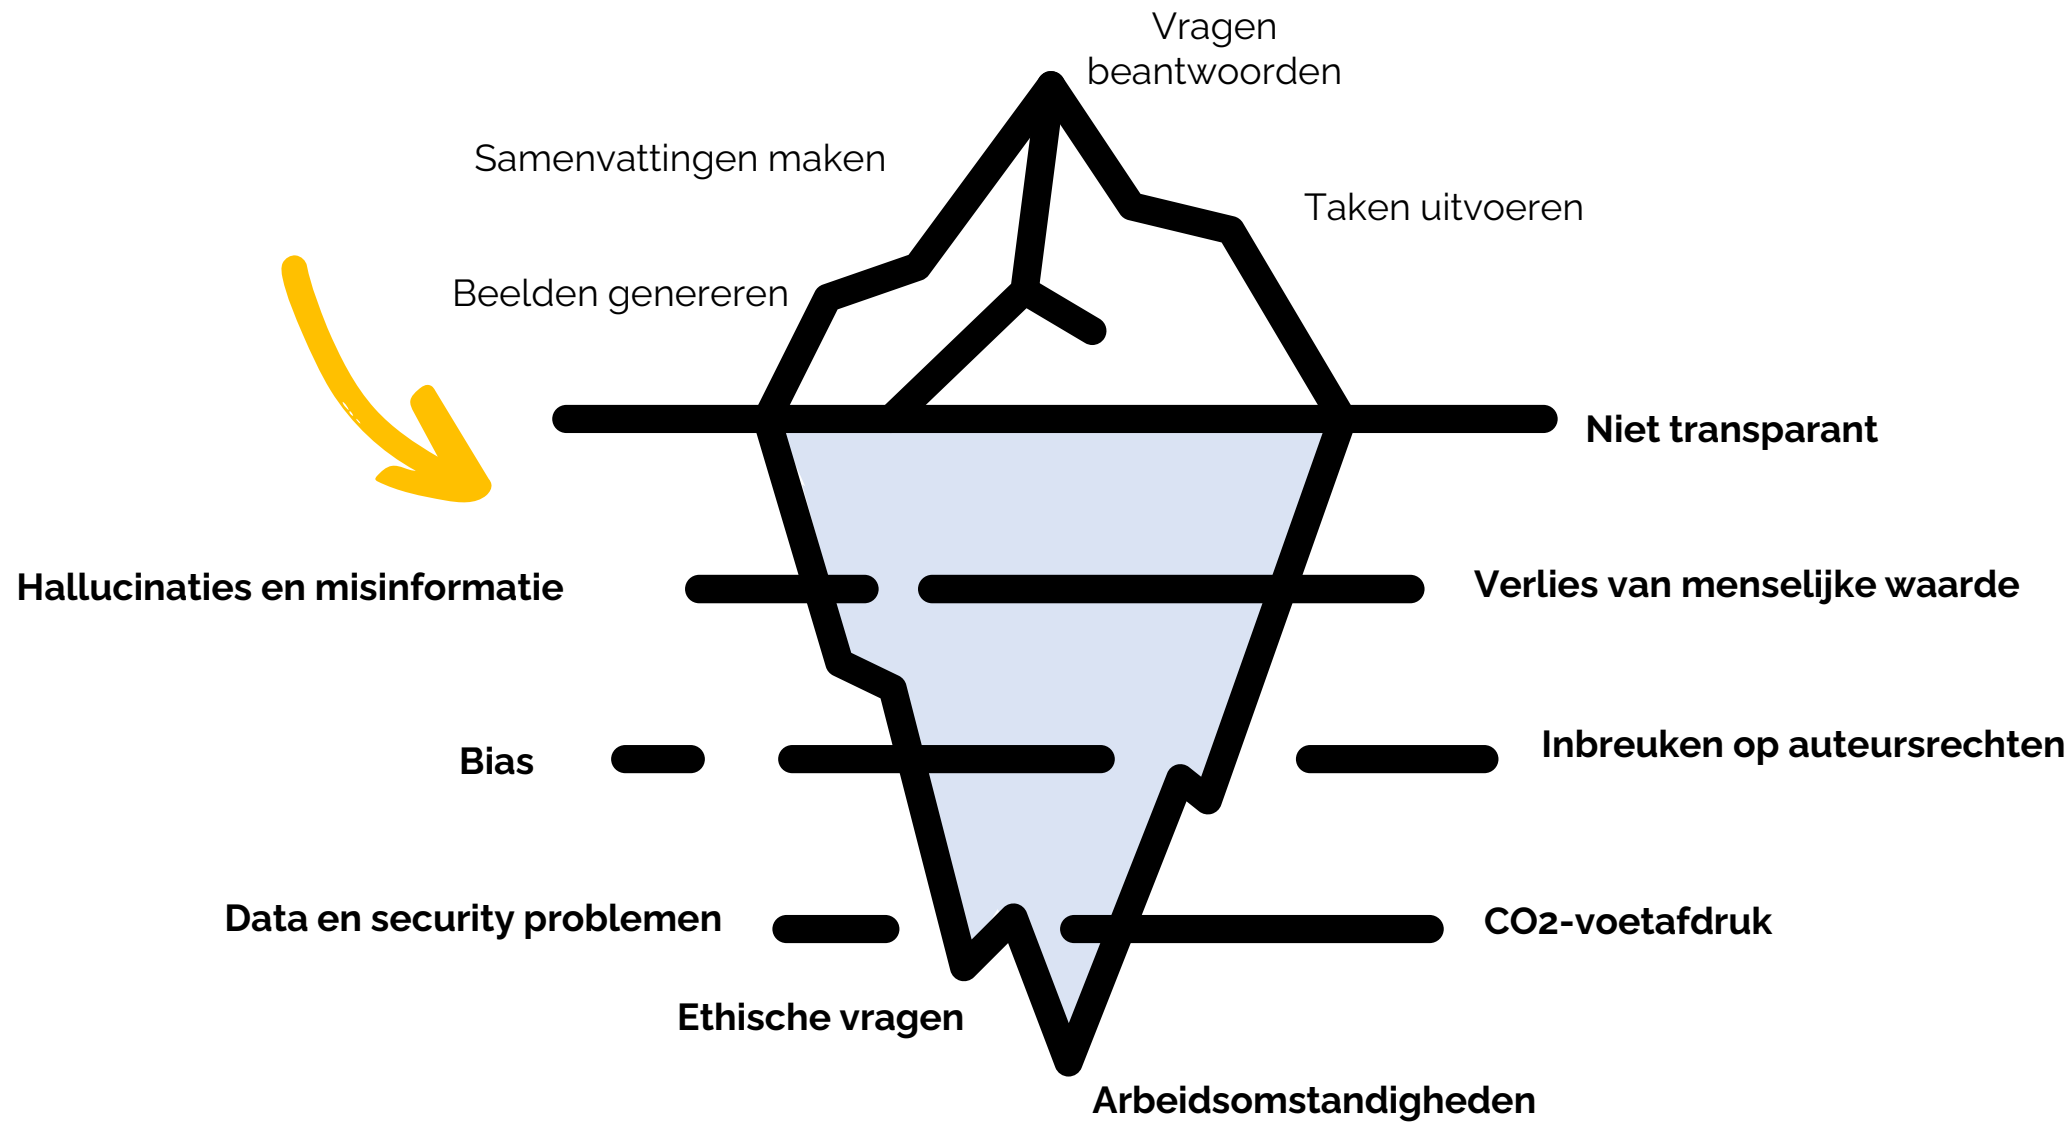 Vragen
beantwoorden
Samenvattingen maken
Taken uitvoeren
Beelden genereren
Niet transparant
Hallucinaties en misinformatie
Verlies van menselijke waarde
Bias
Inbreuken op auteursrechten
Data en security problemen
CO2-voetafdruk
Ethische vragen
Arbeidsomstandigheden